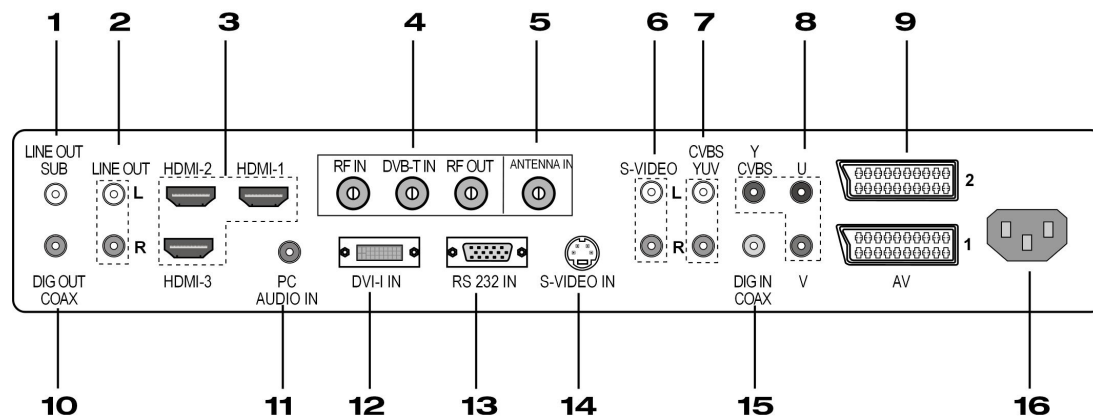 1 2 3 4 5 6 7 8 9
LINE OUT
SUB
LINE OUT
HDMI-2
HDMI-1
RF IN
DVB-T IN
RF OUT
ANTENNA IN
S-VIDEO
CVBS
YUV
Y
CVBS
U
L
L
2
R
R
1
DIG OUT
COAX
HDMI-3
PC
AUDIO IN
DVI-I IN
RS 232 IN
S-VIDEO IN
DIG IN
COAX
V
AV
10 11 12 13 14 15 16